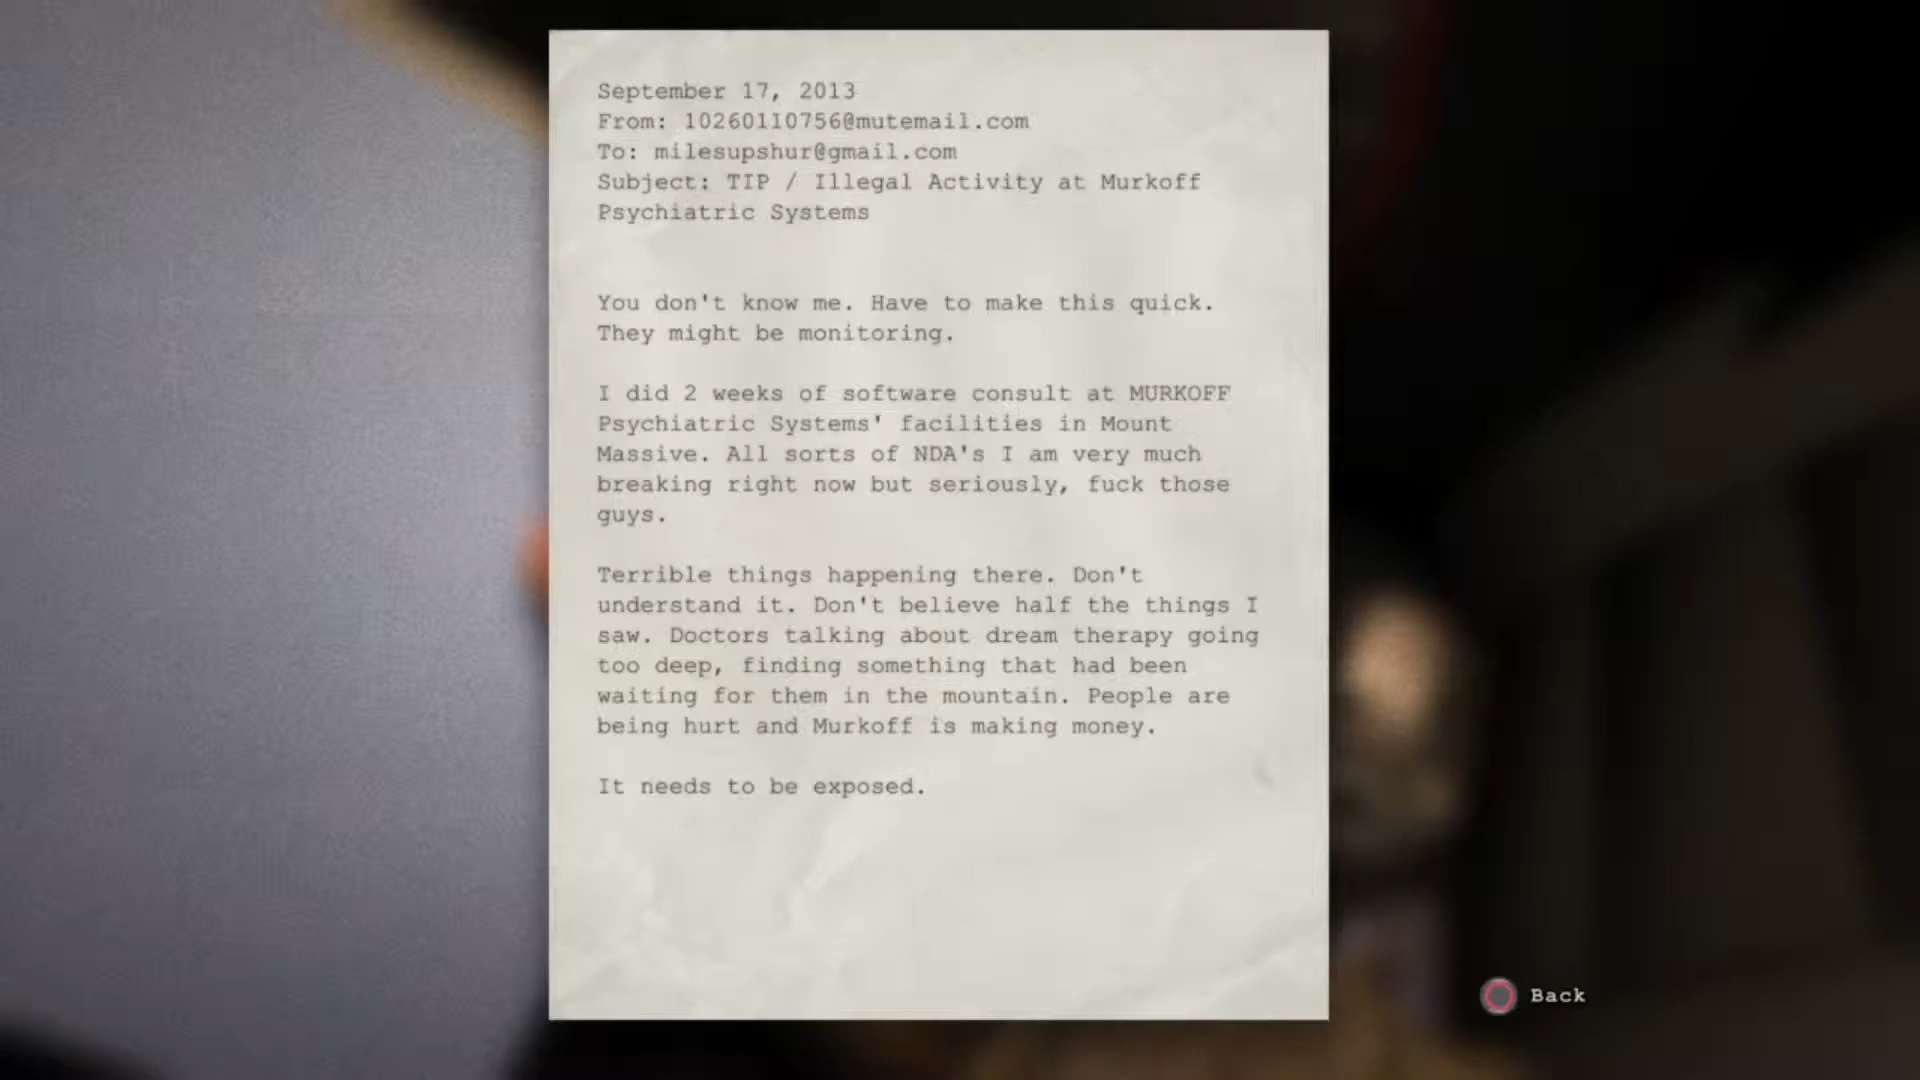 September 17, 2013
From: 10260110756@mutemail.com
To: milesupshur@gmail.com
Subject: TIP / Illegal Activity at Murkoff
Psychiatric Systems
You don't know me. Have to make this quick.
They might be monitoring.
I did 2 weeks of software consult at MURKOFF
Psychiatric Systems' facilities in Mount
Massive. All sorts of NDA's I am very much
breaking right now but seriously, fuck those
guys.
Terrible things happening there. Don't
understand it. Don't believe half the things I
saw. Doctors talking about dream therapy going
too deep, finding something that had been
waiting for them in the mountain. People are
being hurt and Murkoff is making money.
It needs to be exposed.
Back